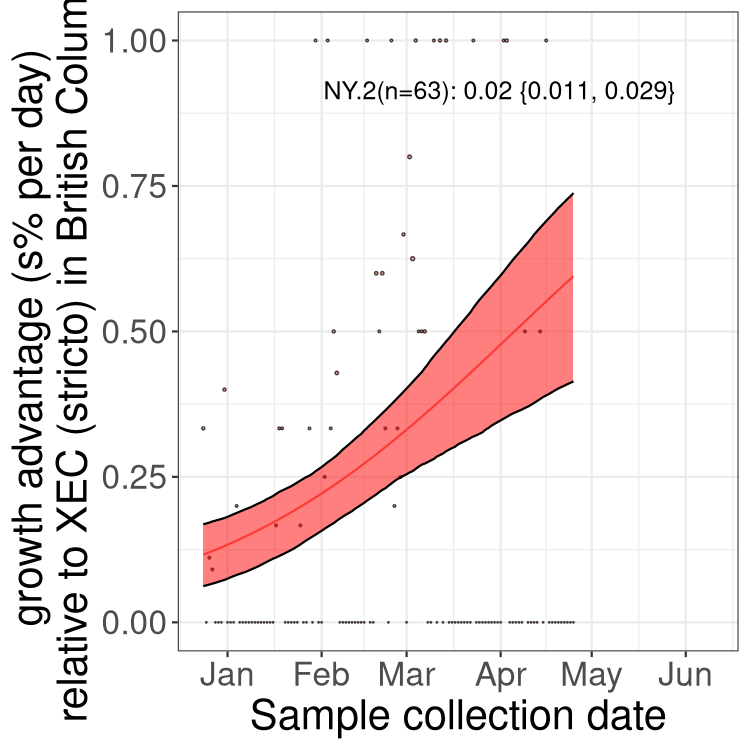 growth advantage (s% per day)
relative to XEC (stricto) in British Colum
1.00
0.75
0.50
0.25
0.00
NY.2(n=63): 0.02 {0.011, 0.029}
Jan Feb Mar Apr May Jun
Sample collection date